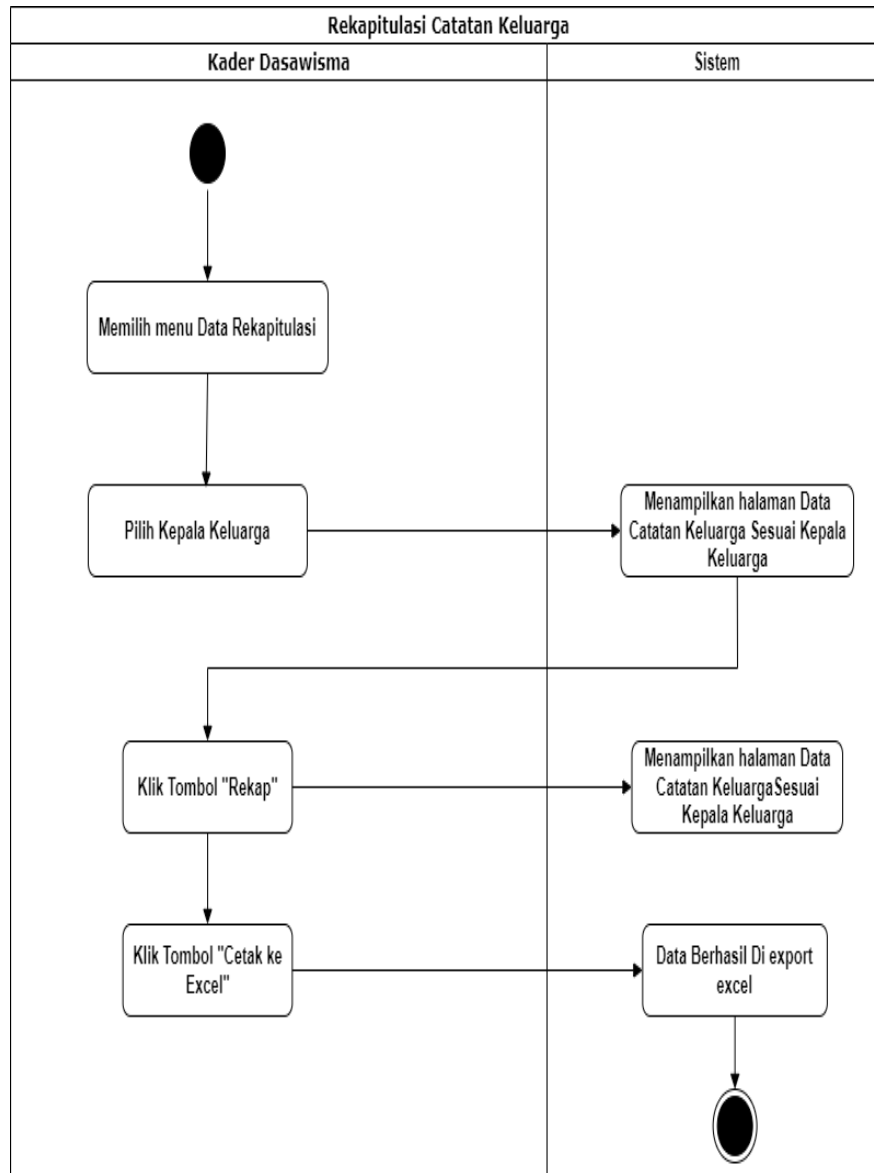 Rekapitulasi Catatan Keluarga
Kader Dasawisma
Sistem
Memilih menu Data Rekapitulasi
Pilih Kepala Keluarga
Menampilkan halaman Data
Catatan Keluarga Sesuai Kepala
Keluarga
Klik Tombol "Rekap"
Menampilkan halaman Data
Catatan KeluargaSesuai
Kepala Keluarga
Klik Tombol "Cetak ke
Excel"
Data Berhasil Di export
excel